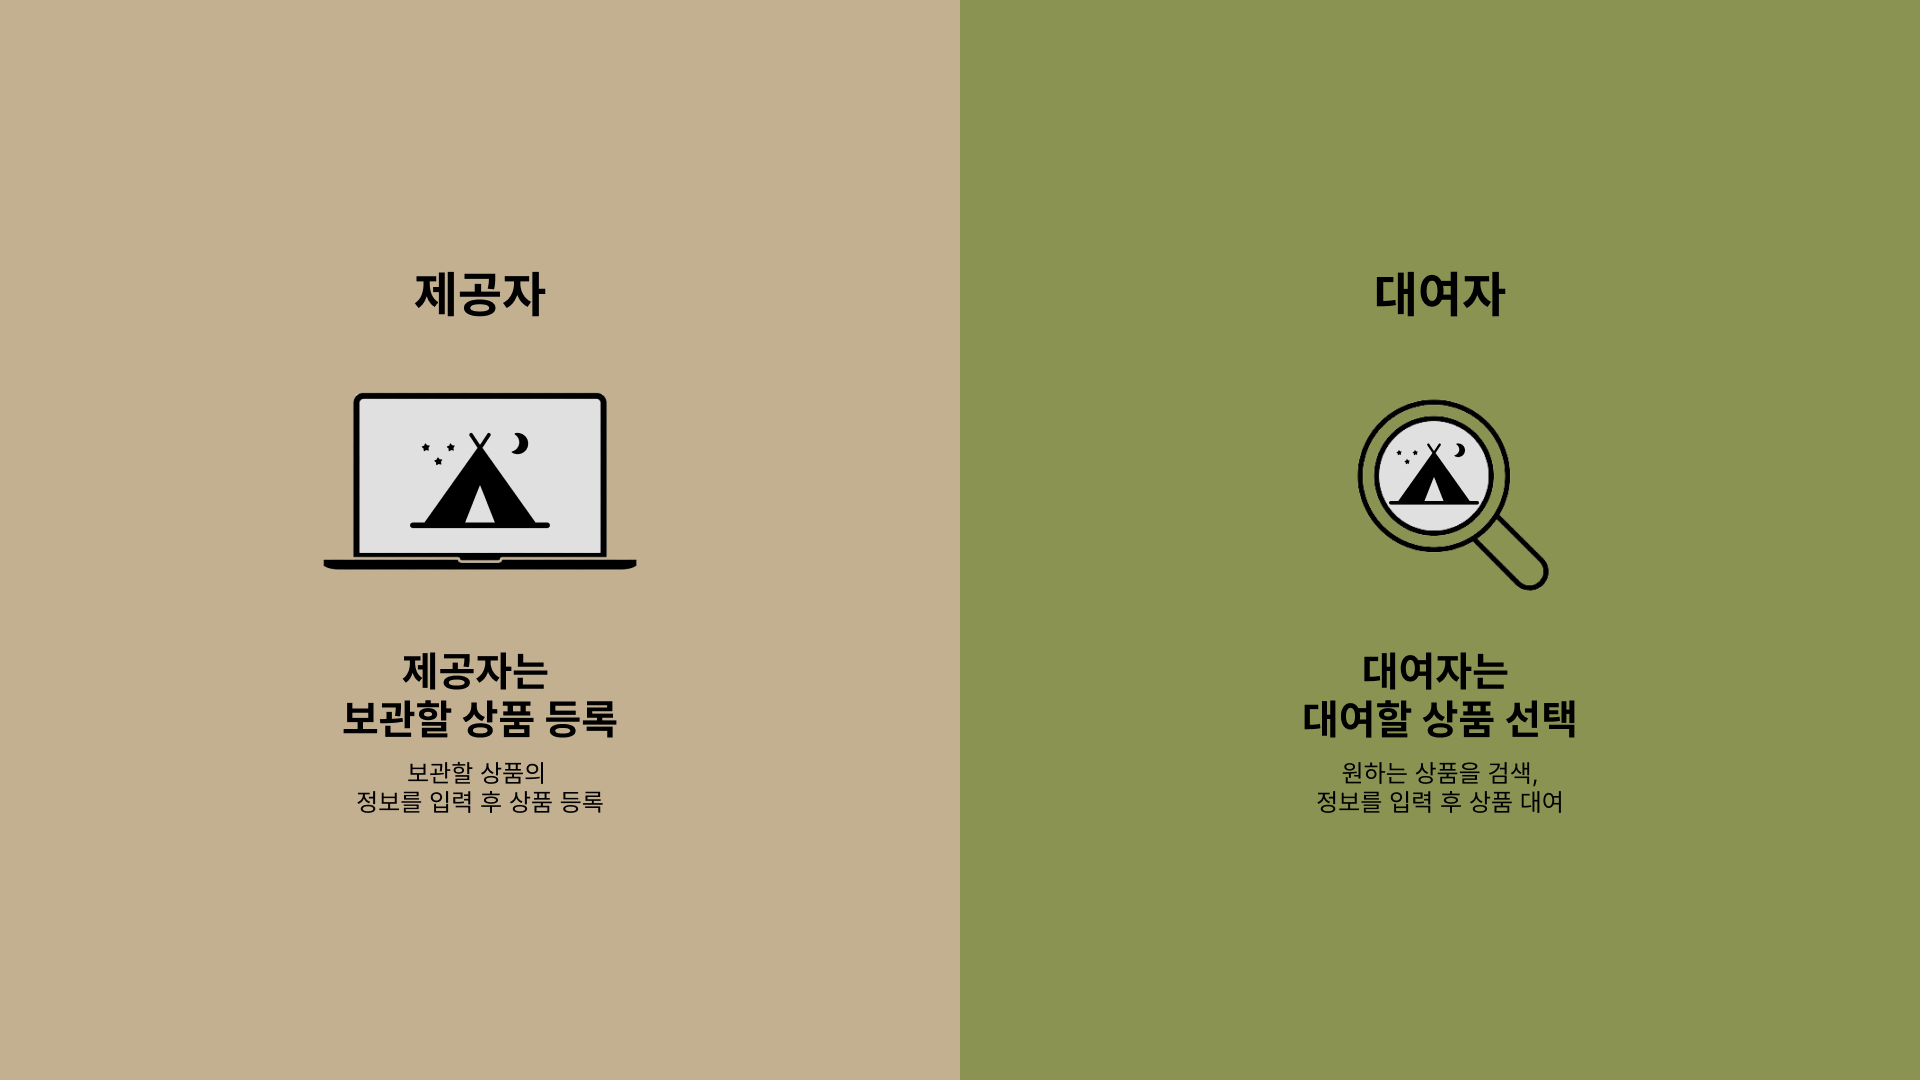 제공자
제공자는
보관할 상품 등록
보관할 상품의
정보를 입력 후 상품 등록
대여자
대여자는
대여할 상품 선택
원하는 상품을 검색,
정보를 입력 후 상품 대여